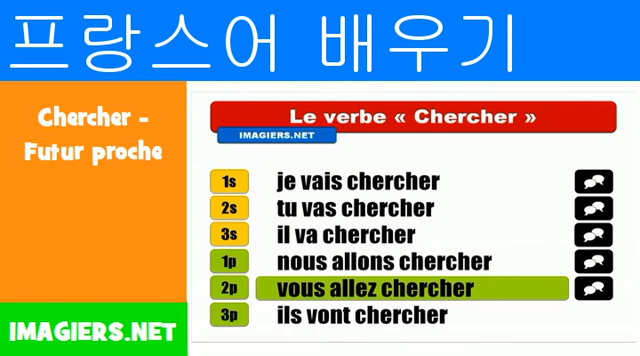 프랑스어 배우기
Chercher -
Futur proche
IMAGIERS.NET
Le verbe « Chercher »
IMAGIERS.NET
1s je vais chercher
2s tu vas chercher
3s il va chercher
1p nous allons chercher
2p vous allez chercher
3p ils vont chercher